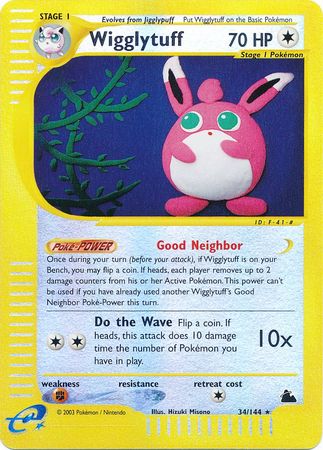 STAGE 1
Evolves from Jigglypuff
Put Wigglytuff on the Basic Pokémon
Wigglytuff 70 HP
Stage 1 Pokémon
ID: F-41-#
Poké-POWER Good Neighbor
Once during your turn (before your attack), if Wigglytuff is on your
Bench, you may flip a coin. If heads, each player removes up to 2
damage counters from his or her Active Pokémon. This power can't
be used if you have already used another Wigglytuff's Good
Neighbor Poké-Power this turn.
Do the Wave Flip a coin. If
heads, this attack does 10 damage
time the number of Pokémon you
have in play.
10x
weakness resistance retreat cost
e
© 2003 Pokémon / Nintendo
Illus. Hizuki Misono
34/144